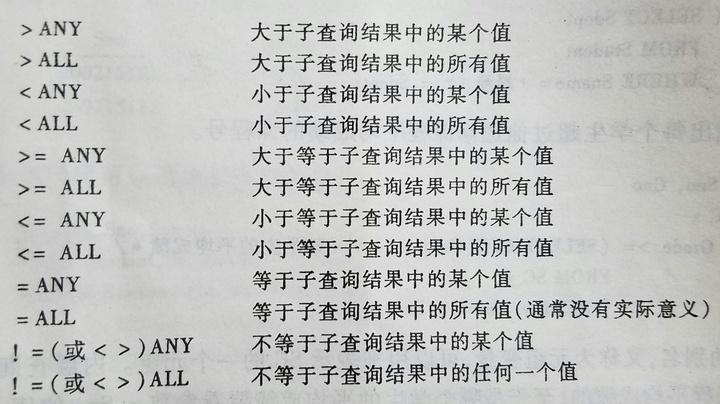 > ANY 大于子查询结果中的某个值
> ALL 大于子查询结果中的所有值
< ANY 小于子查询结果中的某个值
< ALL 小于子查询结果中的所有值
>= ANY 大于等于子查询结果中的某个值
>= ALL 大于等于子查询结果中的所有值
<= ANY 小于等于子查询结果中的某个值
<= ALL 小于等于子查询结果中的所有值
= ANY 等于子查询结果中的某个值
= ALL 等于子查询结果中的所有值(通常没有实际意义)
! =(或< >)ANY 不等于子查询结果中的某个值
! =(或< >)ALL 不等于子查询结果中的任何一个值